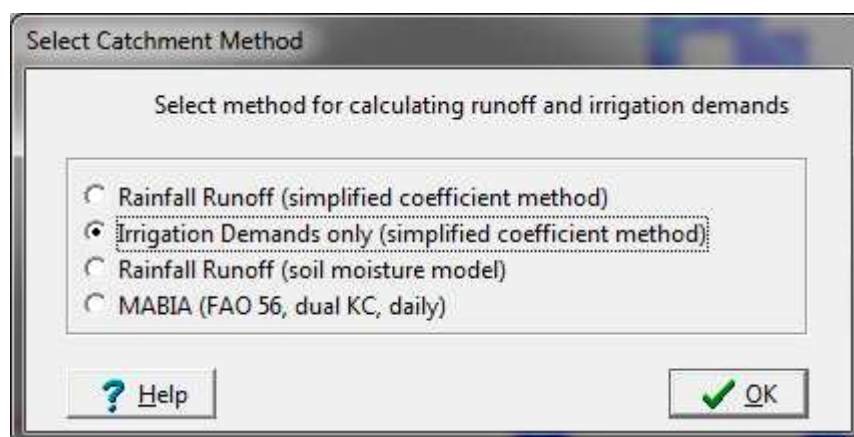 Select Catchment Method
Select method for calculating runoff and irrigation demands
Rainfall Runoff (simplified coefficient method)
Irrigation Demands only (simplified coefficient method)
Rainfall Runoff (soil moisture model)
MABIA (FAO 56, dual KC, daily)
? Help
OK